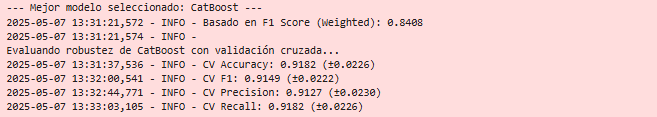 --- Mejor modelo seleccionado: CatBoost ---
2025-05-07 13:31:21,572 - INFO - Basado en F1 Score (Weighted): 0.8408
2025-05-07 13:31:21,574 - INFO -
Evaluando robustez de CatBoost con validación cruzada...
2025-05-07 13:31:37,536 - INFO - CV Accuracy: 0.9182 (±0.0226)
2025-05-07 13:32:00,541 - INFO - CV F1: 0.9149 (±0.0222)
2025-05-07 13:32:44,771 - INFO - CV Precision: 0.9127 (±0.0230)
2025-05-07 13:33:03,105 - INFO - CV Recall: 0.9182 (±0.0226)